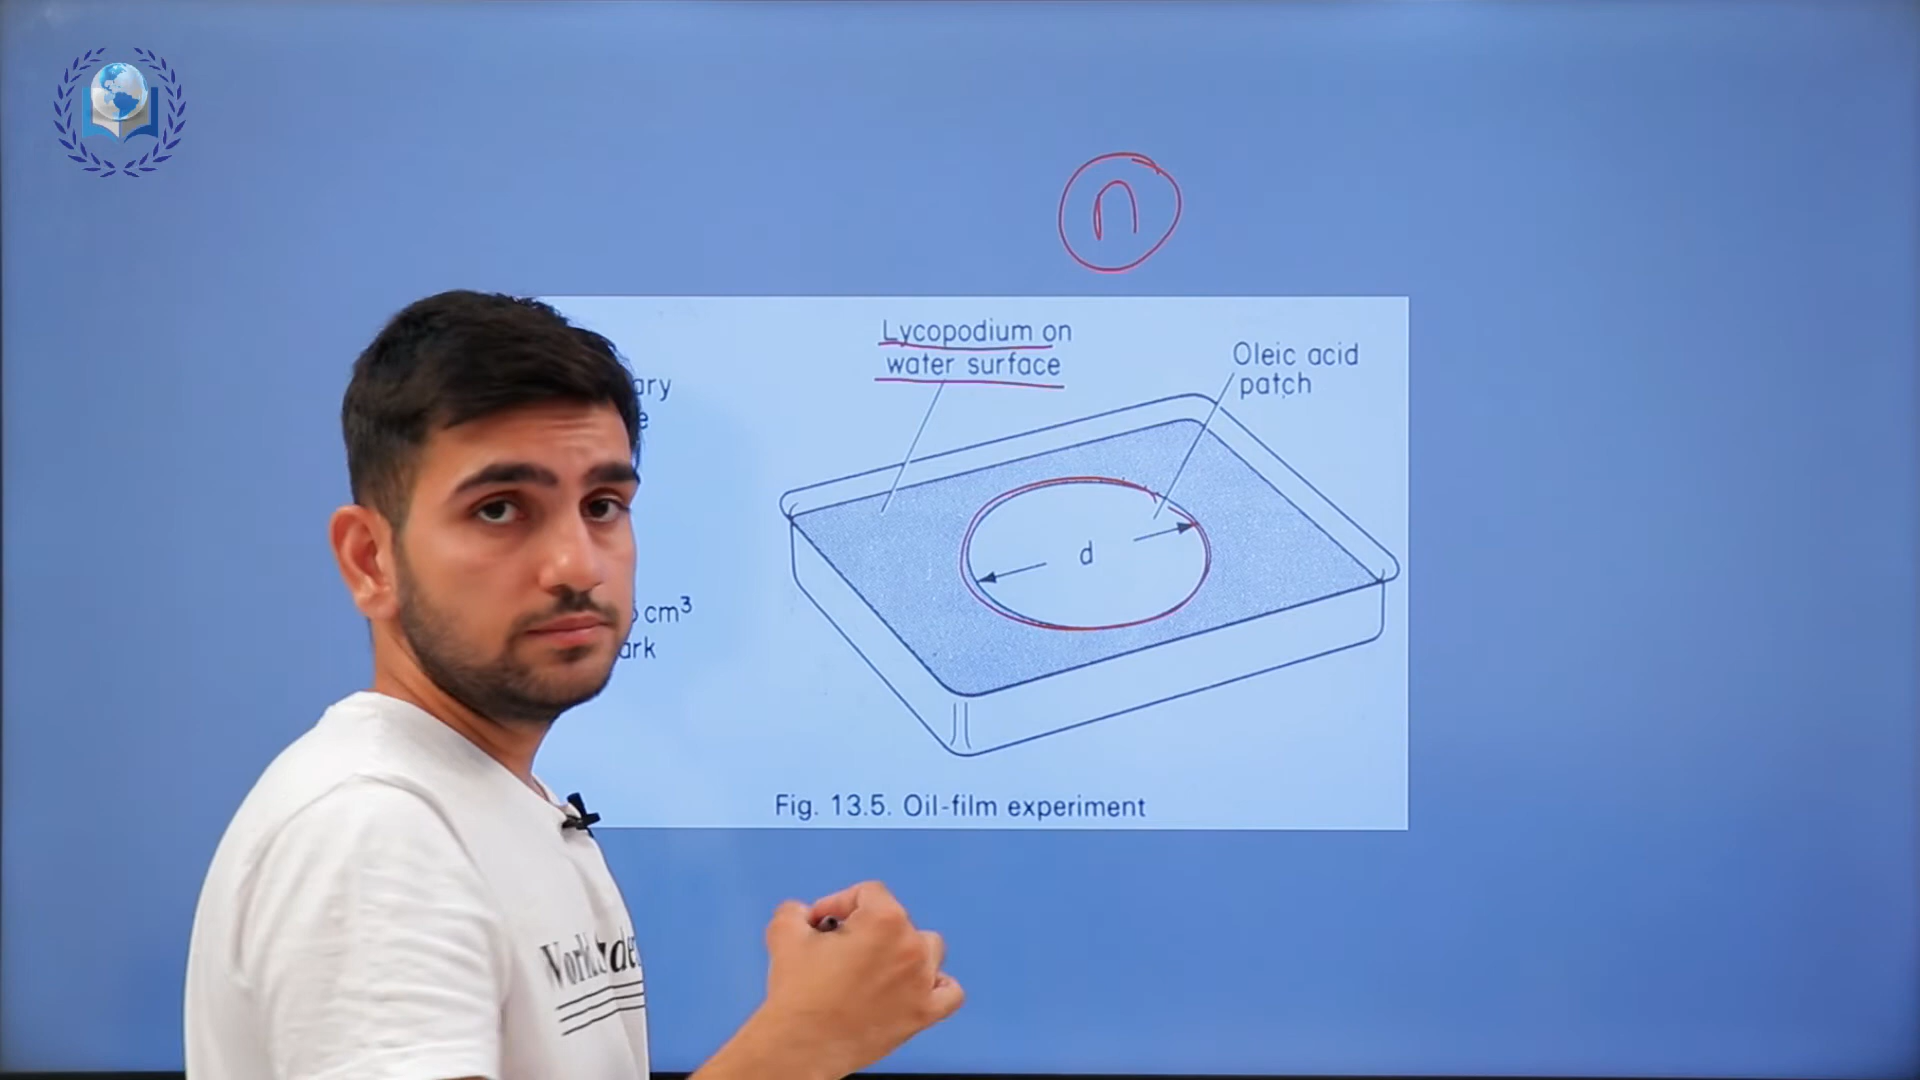 n
Lycopodium on
water surface
Oleic acid
patch
d
cm³
Fig. 13.5. Oil-film experiment